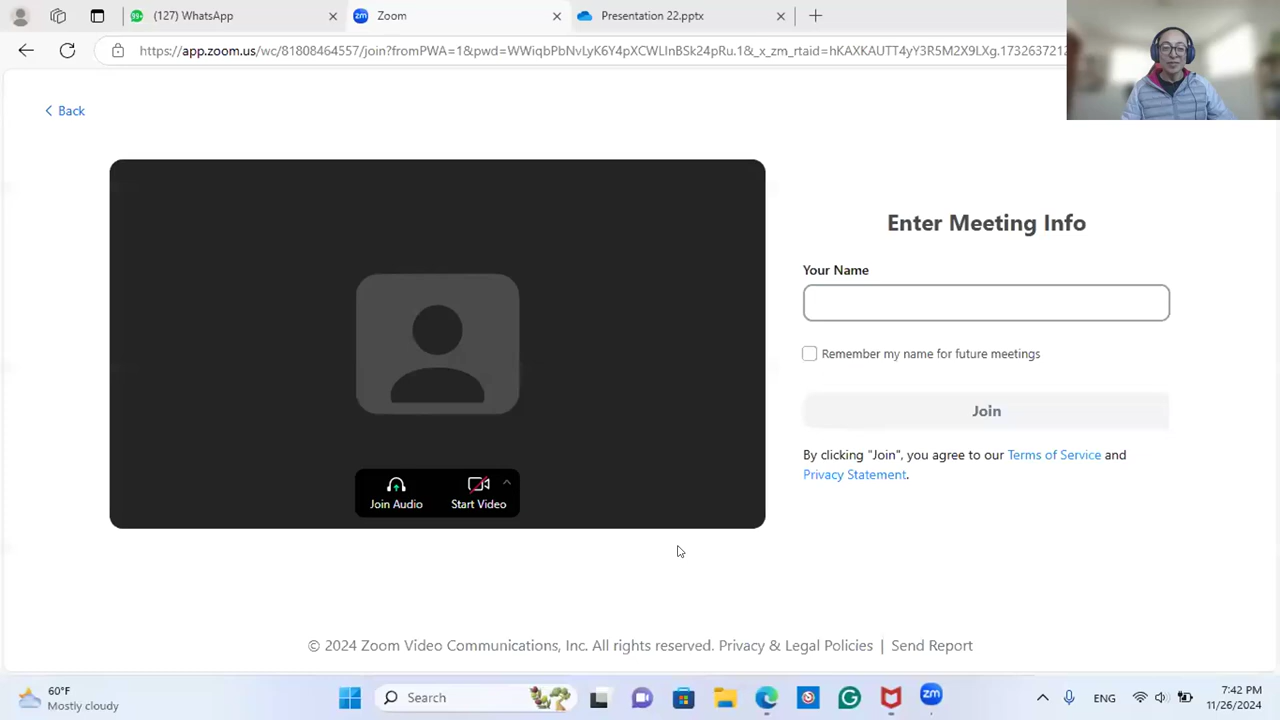 (127) WhatsApp
Zoom
Presentation 22.pptx
https://app.zoom.us/wc/81808464557/join?fromPWA=1&pwd=WWiqbPbNvLyK6Y4pXCWLInBSk24pRu.1&_x_zm_rtaid=hKAXKAUTT4yY3R5M2X9LXg.1732637212
Back
Enter Meeting Info
Your Name
Remember my name for future meetings
Join
By clicking "Join", you agree to our Terms of Service and
Privacy Statement.
Join Audio
Start Video
© 2024 Zoom Video Communications, Inc. All rights reserved. Privacy & Legal Policies | Send Report
60°F
Mostly cloudy
Search
zm
ENG
7:42 PM
11/26/2024